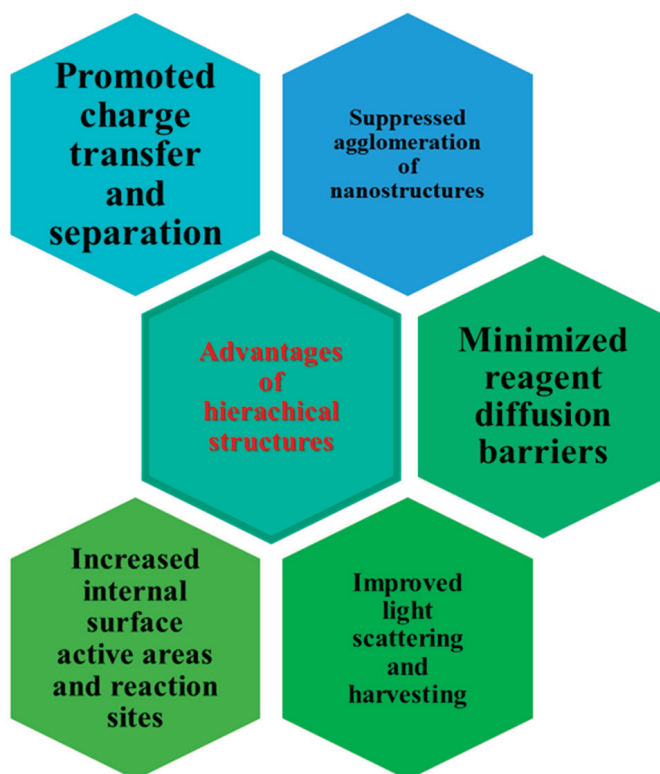 Promoted
charge
transfer
and
separation
Suppressed
agglomeration
of
nanostructures
Advantages
of
hierachical
structures
Minimized
reagent
diffusion
barriers
Increased
internal
surface
active areas
and reaction
sites
Improved
light
scattering
and
harvesting